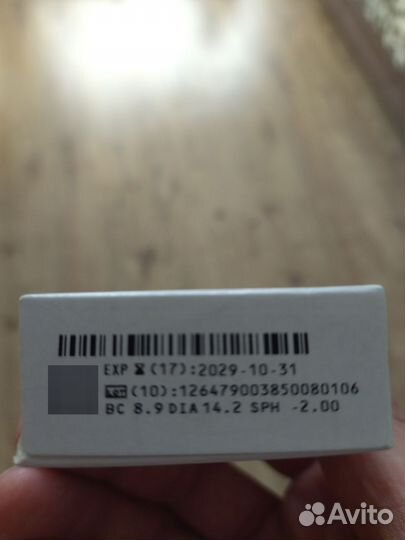 EXP ⌛(17):2029-10-31
(10):126479003850080106
BC 8.9 DIA 14.2 SPH -2.00
Avito